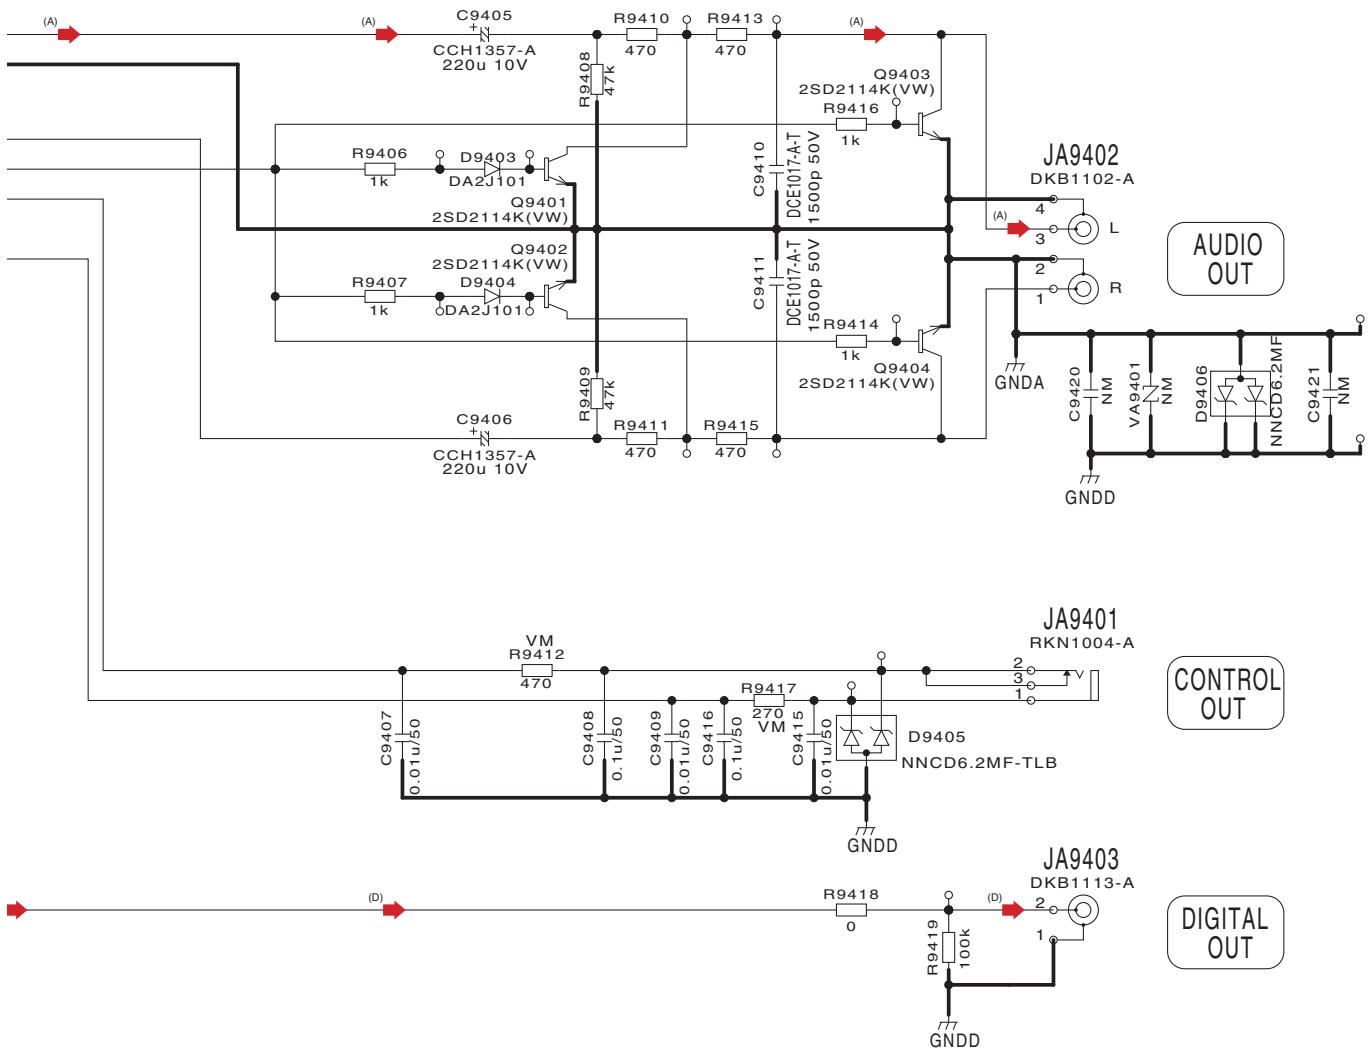 (A)
(A)
C9405
+
CCH1357-A
220u 10V
R9410
470
R9413
470
(A)
R9408
47k
Q9403
2SD2114K(VW)
R9416
1k
R9406
1k
D9403
DA2J101
Q9401
2SD2114K(VW)
C9410
DCE1017-A-T
1500p 50V
JA9402
DKB1102-A
4
(A)
3
L
2
1
R
AUDIO
OUT
Q9402
2SD2114K(VW)
R9407
1k
D9404
DA2J101
C9411
DCE1017-A-T
1500p 50V
R9414
1k
Q9404
2SD2114K(VW)
GNDA
R9409
47k
C9406
+
CCH1357-A
220u 10V
R9411
470
R9415
470
C9420
NM
VA9401
NM
D9406
NNCD6.2MF
C9421
NM
GNDD
JA9401
RKN1004-A
VM
R9412
470
2
3
1
CONTROL
OUT
R9417
270
VM
C9407
0.01u/50
C9408
0.1u/50
C9409
0.01u/50
C9416
0.1u/50
C9415
0.01u/50
D9405
NNCD6.2MF-TLB
GNDD
JA9403
DKB1113-A
(D)
R9418
0
(D)
2
1
R9419
100k
DIGITAL
OUT
GNDD